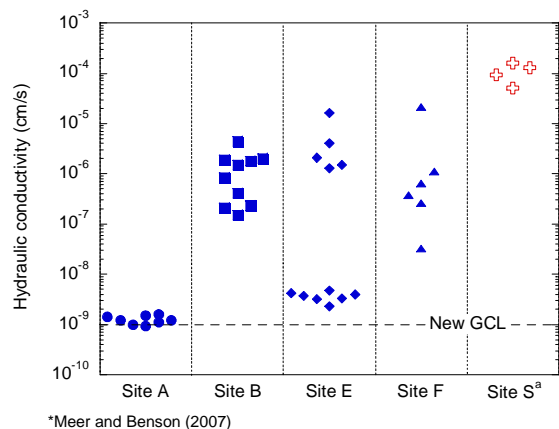 10⁻³
10⁻⁴
10⁻⁵
10⁻⁶
10⁻⁷
10⁻⁸
10⁻⁹
10⁻¹⁰
Hydraulic conductivity (cm/s)
New GCL
Site A Site B Site E Site F Site Sᵃ
*Meer and Benson (2007)